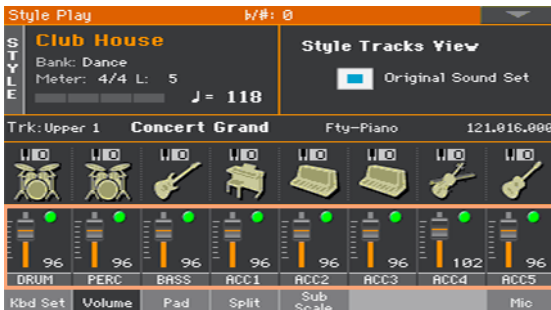 Style Play ♭/#: 0
STYLE
Club House
Bank: Dance
Meter: 4/4 L: 5
♩= 118
Style Tracks View
Original Sound Set
Trk:Upper 1 Concert Grand Fty-Piano 121.016.000
96 96 96 96 96 96 102 96
DRUM PERC BASS ACC1 ACC2 ACC3 ACC4 ACC5
Kbd Set Volume Pad Split Sub Scale Mic